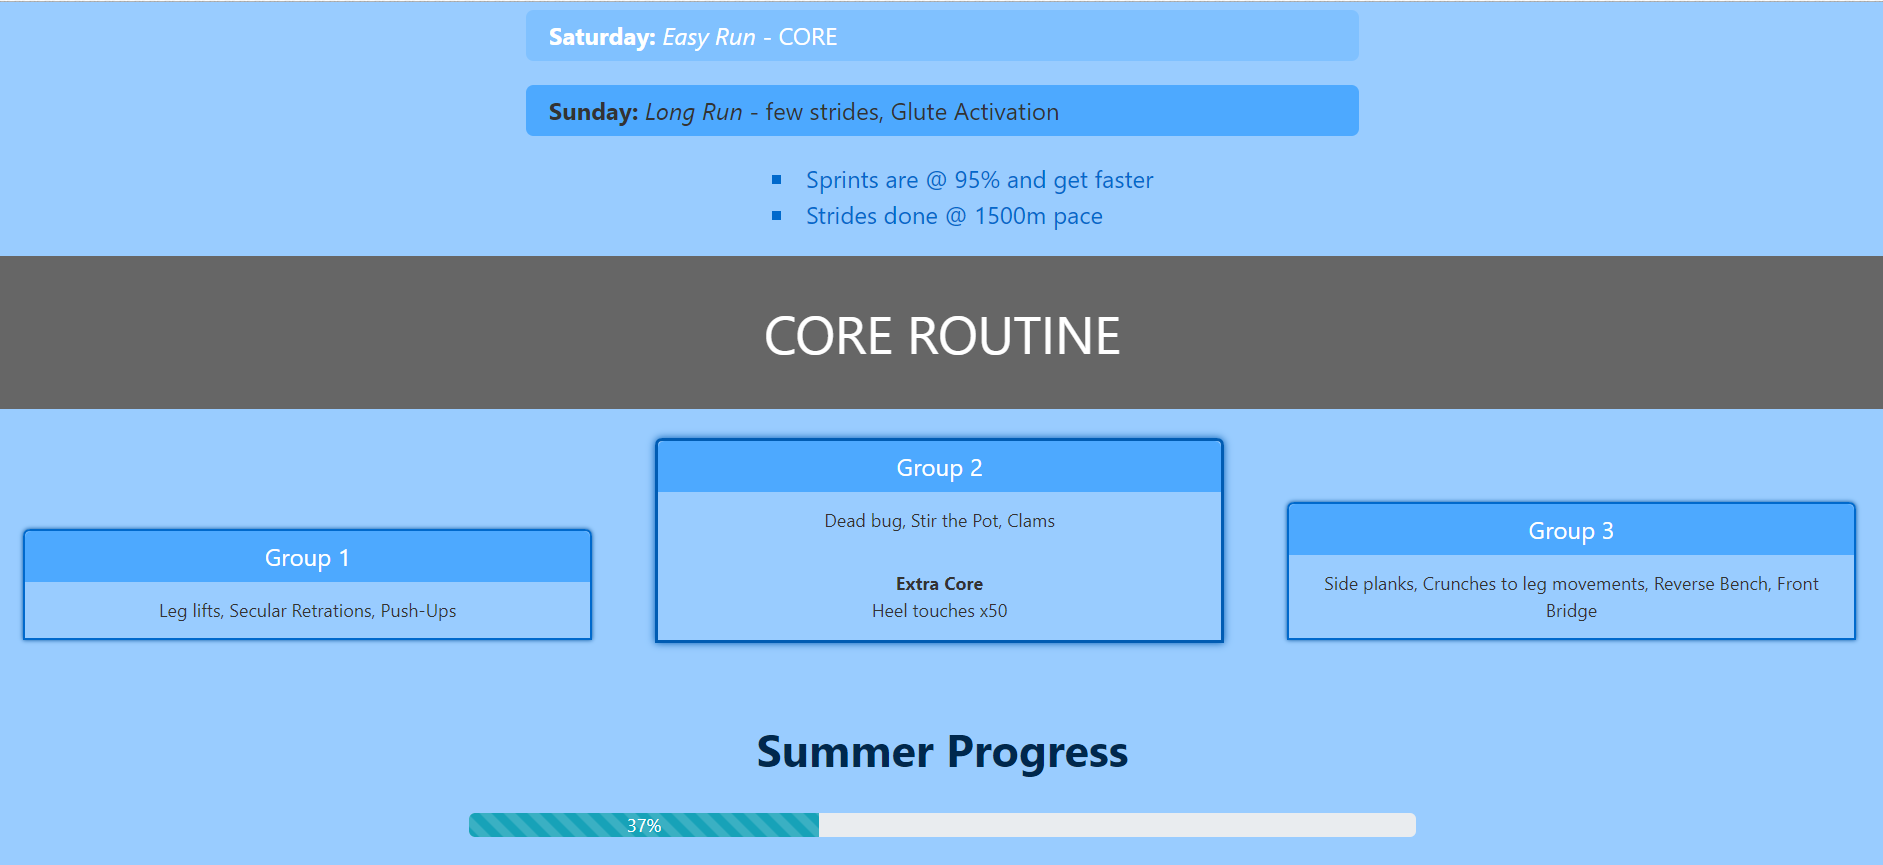 Saturday: Easy Run - CORE
Sunday: Long Run - few strides, Glute Activation
Sprints are @ 95% and get faster
Strides done @ 1500m pace
CORE ROUTINE
Group 1
Leg lifts, Secular Retrations, Push-Ups
Group 2
Dead bug, Stir the Pot, Clams
Extra Core
Heel touches x50
Group 3
Side planks, Crunches to leg movements, Reverse Bench, Front
Bridge
Summer Progress
37%